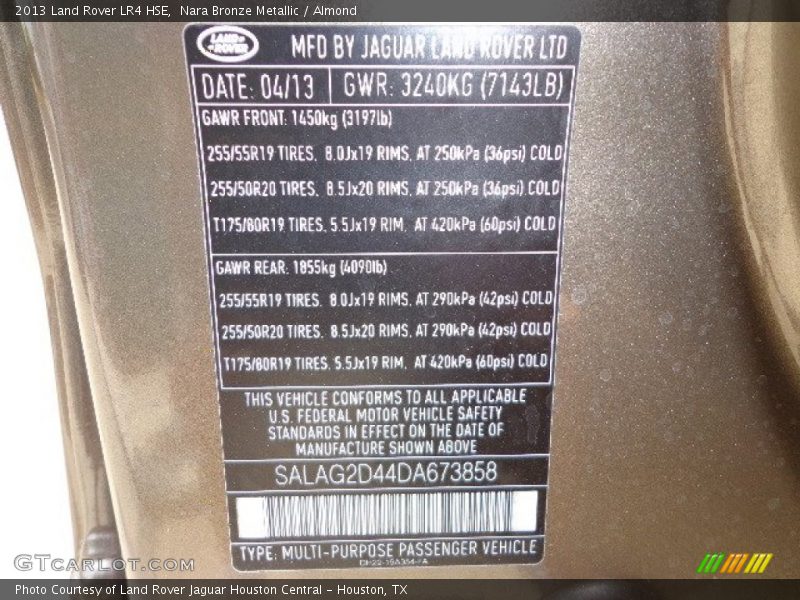 2013 Land Rover LR4 HSE, Nara Bronze Metallic / Almond
LAND ROVER
MFD BY JAGUAR LAND ROVER LTD
DATE: 04/13 GWR: 3240KG (7143LB)
GAWR FRONT: 1450kg (3197lb)
255/55R19 TIRES, 8.0Jx19 RIMS, AT 250kPa (36psi) COLD
255/50R20 TIRES, 8.5Jx20 RIMS, AT 250kPa (36psi) COLD
T175/80R19 TIRES, 5.5Jx19 RIM, AT 420kPa (60psi) COLD
GAWR REAR: 1855kg (4090lb)
255/55R19 TIRES, 8.0Jx19 RIMS, AT 290kPa (42psi) COLD
255/50R20 TIRES, 8.5Jx20 RIMS, AT 290kPa (42psi) COLD
T175/80R19 TIRES, 5.5Jx19 RIM, AT 420kPa (60psi) COLD
THIS VEHICLE CONFORMS TO ALL APPLICABLE
U.S. FEDERAL MOTOR VEHICLE SAFETY
STANDARDS IN EFFECT ON THE DATE OF
MANUFACTURE SHOWN ABOVE
SALAG2D44DA673858
TYPE: MULTI-PURPOSE PASSENGER VEHICLE
GTCarLot.com
Photo Courtesy of Land Rover Jaguar Houston Central - Houston, TX